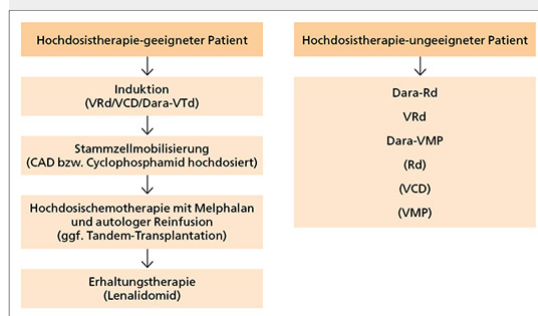 Hochdosistherapie-geeigneter Patient
Induktion
(VRd/VCD/Dara-VTd)
Stammzellmobilisierung
(CAD bzw. Cyclophosphamid hochdosiert)
Hochdosischemotherapie mit Melphalan
und autologer Reinfusion
(ggf. Tandem-Transplantation)
Erhaltungstherapie
(Lenalidomid)
Hochdosistherapie-ungeeigneter Patient
Dara-Rd
VRd
Dara-VMP
(Rd)
(VCD)
(VMP)